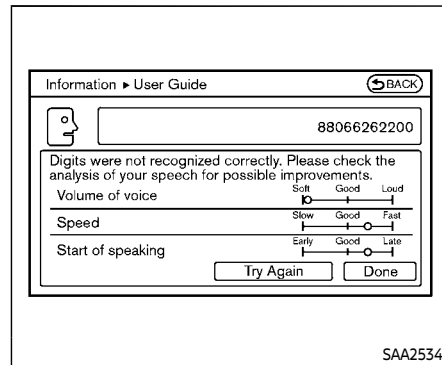 Information ▸ User Guide BACK
88066262200
Digits were not recognized correctly. Please check the
analysis of your speech for possible improvements.
Soft Good Loud
Volume of voice
Slow Good Fast
Speed
Early Good Late
Start of speaking
Try Again Done
SAA2534